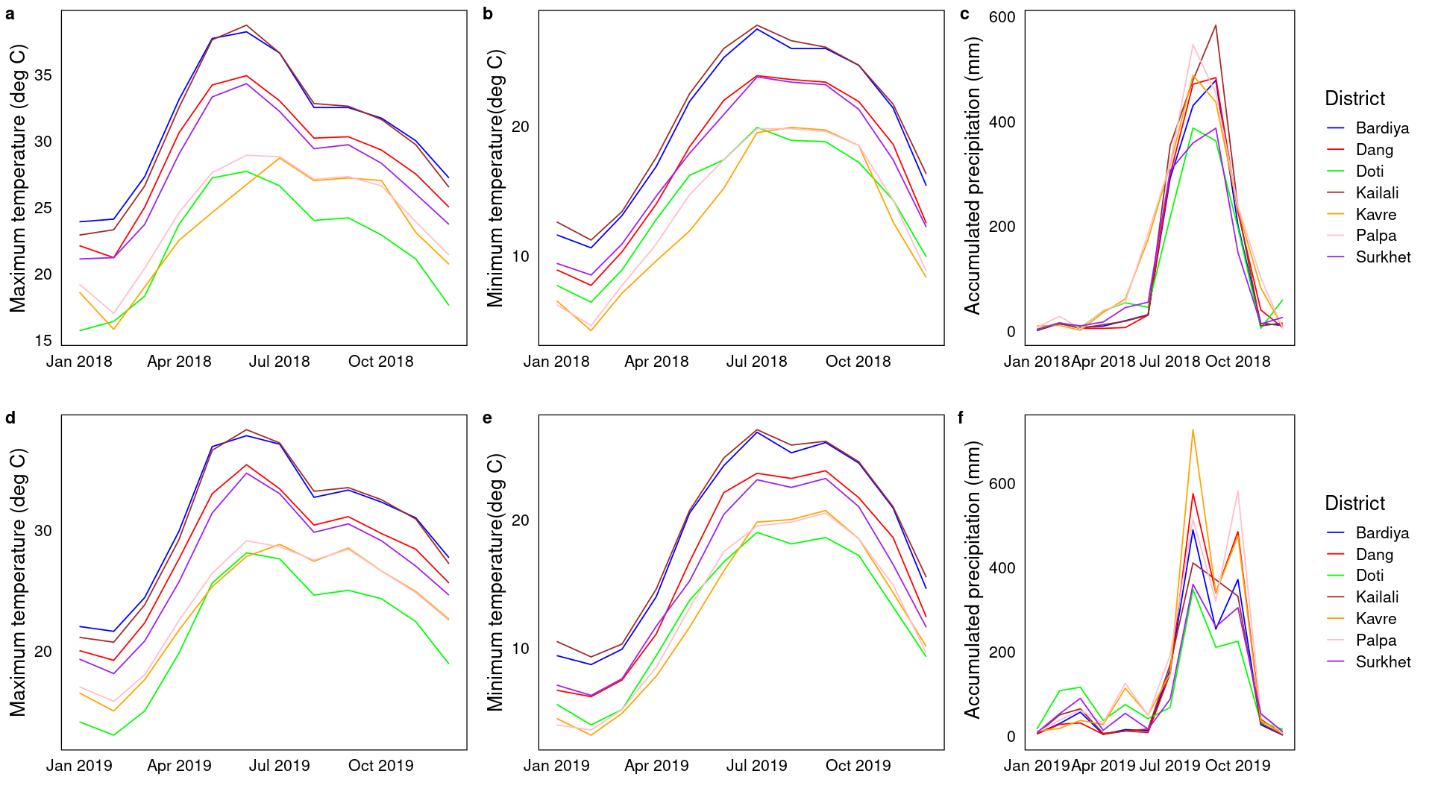 a
Maximum temperature (deg C)
35
30
25
20
15
Jan 2018 Apr 2018 Jul 2018 Oct 2018
b
Minimum temperature(deg C)
20
10
Jan 2018 Apr 2018 Jul 2018 Oct 2018
c
Accumulated precipitation (mm)
600
400
200
0
Jan 2018 Apr 2018 Jul 2018 Oct 2018
District
Bardiya
Dang
Doti
Kailali
Kavre
Palpa
Surkhet
d
Maximum temperature (deg C)
30
20
Jan 2019 Apr 2019 Jul 2019 Oct 2019
e
Minimum temperature(deg C)
20
10
Jan 2019 Apr 2019 Jul 2019 Oct 2019
f
Accumulated precipitation (mm)
600
400
200
0
Jan 2019 Apr 2019 Jul 2019 Oct 2019
District
Bardiya
Dang
Doti
Kailali
Kavre
Palpa
Surkhet